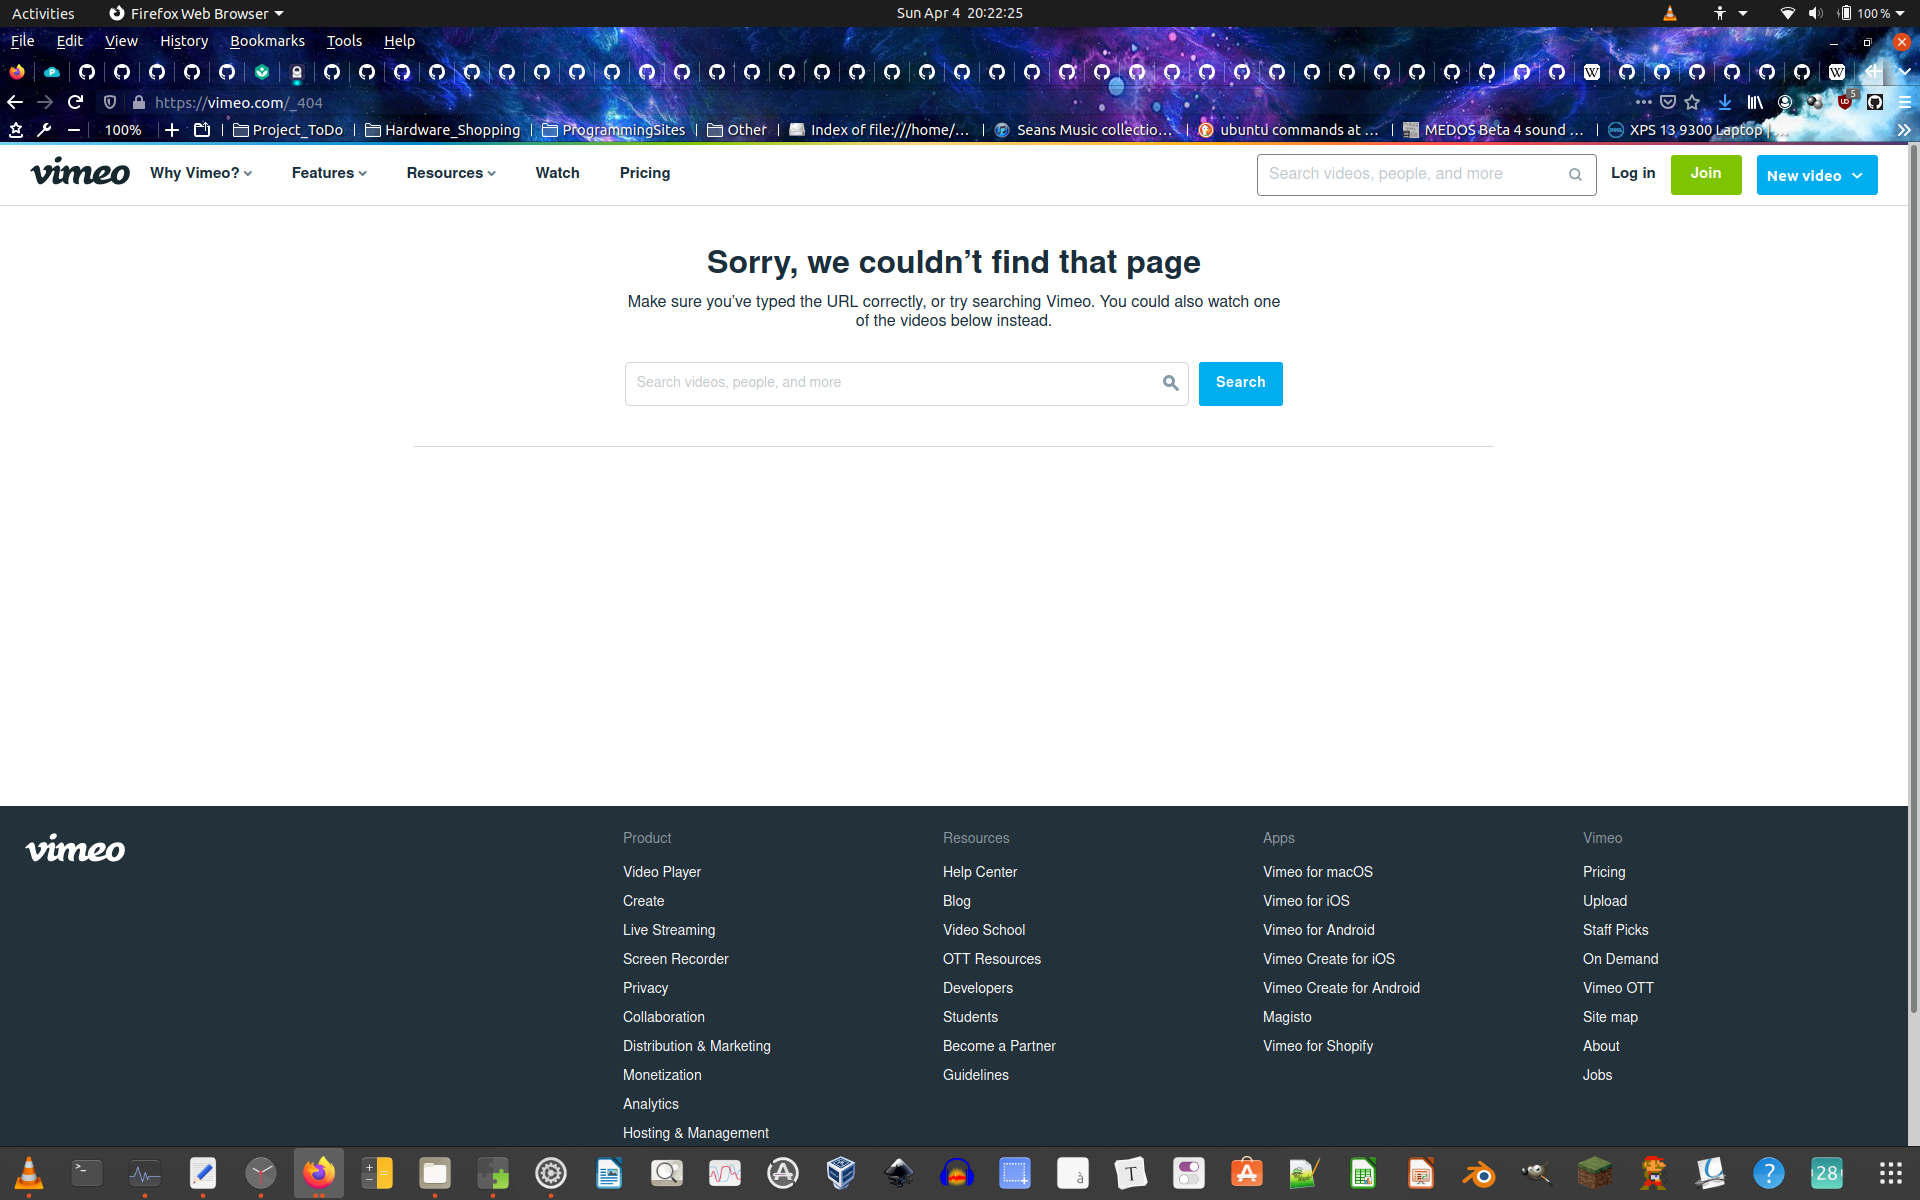 Activities
Firefox Web Browser
Sun Apr 4 20:22:25
100 %
File Edit View History Bookmarks Tools Help
https://vimeo.com/_404
5
100%
Project_ToDo
Hardware_Shopping
ProgrammingSites
Other
Index of file:///home/...
Seans Music collectio...
ubuntu commands at ...
MEDOS Beta 4 sound ...
XPS 13 9300 Laptop | ...
vimeo
Why Vimeo?
Features
Resources
Watch
Pricing
Search videos, people, and more
Log in
Join
New video
Sorry, we couldn’t find that page
Make sure you’ve typed the URL correctly, or try searching Vimeo. You could also watch one
of the videos below instead.
Search videos, people, and more
Search
vimeo
Product
Video Player
Create
Live Streaming
Screen Recorder
Privacy
Collaboration
Distribution & Marketing
Monetization
Analytics
Hosting & Management
Resources
Help Center
Blog
Video School
OTT Resources
Developers
Students
Become a Partner
Guidelines
Apps
Vimeo for macOS
Vimeo for iOS
Vimeo for Android
Vimeo Create for iOS
Vimeo Create for Android
Magisto
Vimeo for Shopify
Vimeo
Pricing
Upload
Staff Picks
On Demand
Vimeo OTT
Site map
About
Jobs
28